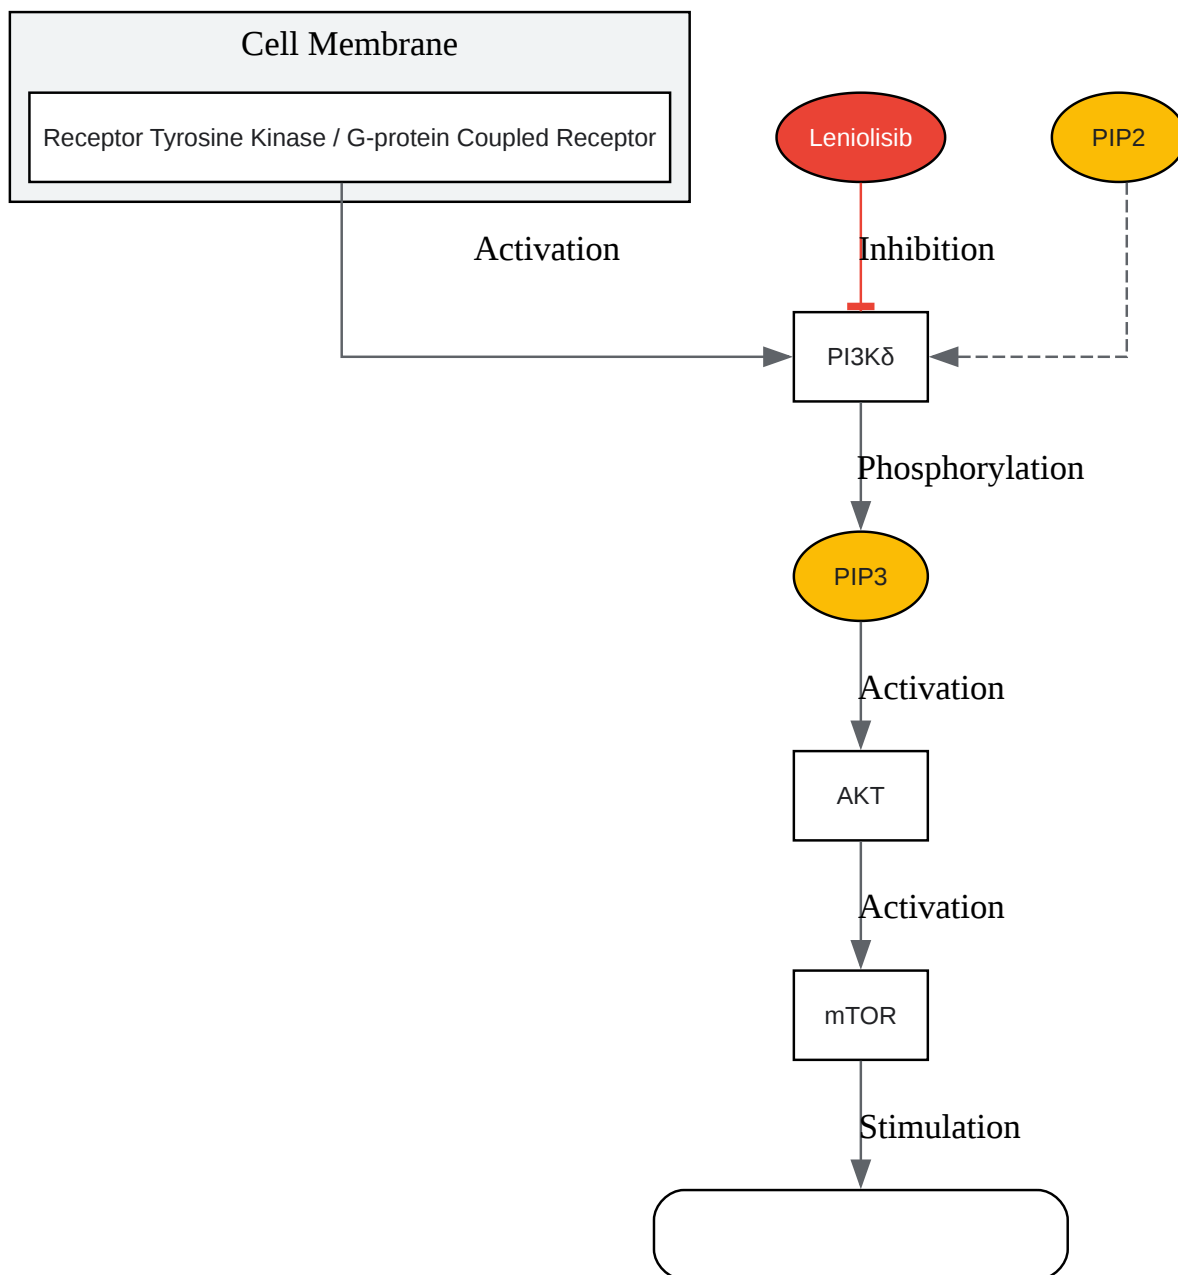 Cell Membrane
Receptor Tyrosine Kinase / G-protein Coupled Receptor
Leniolisib
PIP2
Activation
Inhibition
PI3Kδ
Phosphorylation
PIP3
Activation
AKT
Activation
mTOR
Stimulation